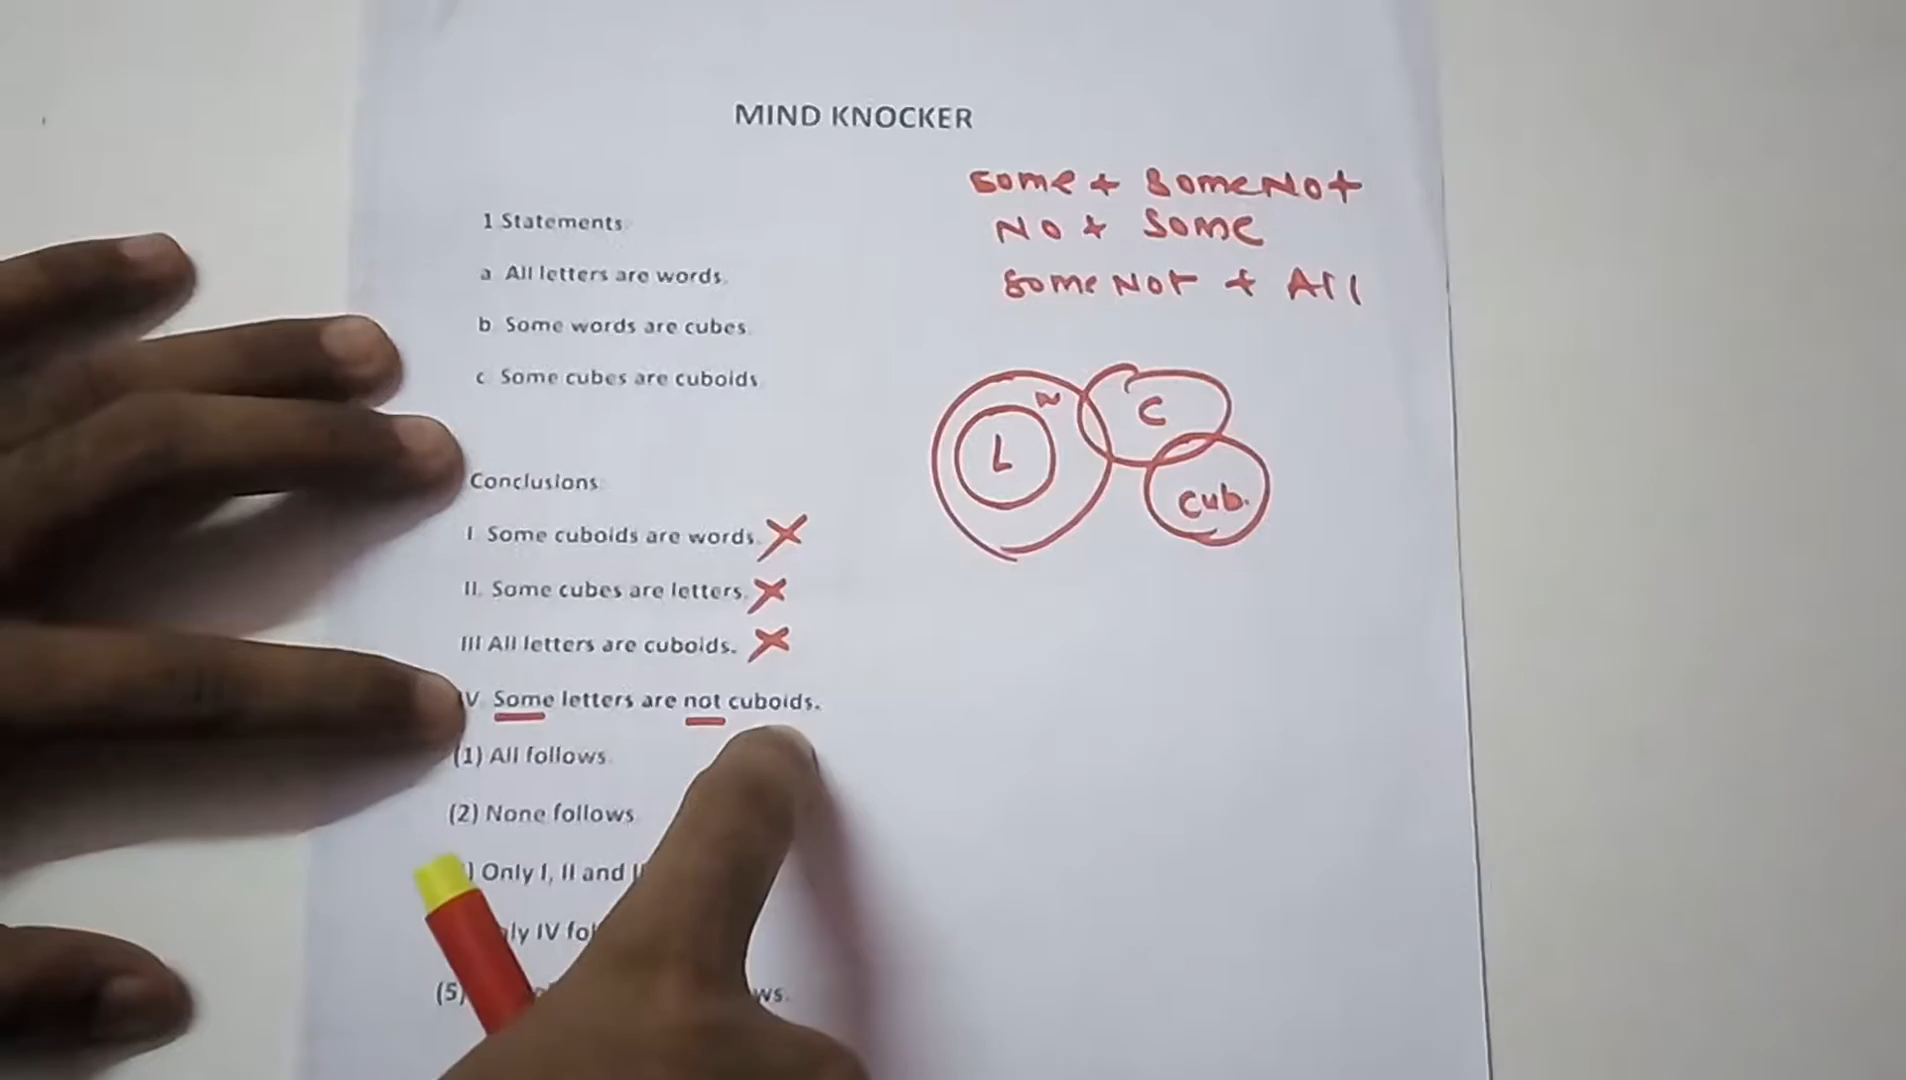 MIND KNOCKER
some + some Not
No + some
some Not + All
1 Statements
a All letters are words.
b Some words are cubes.
c Some cubes are cuboids
Conclusions
I. Some cuboids are words.
II. Some cubes are letters.
III All letters are cuboids.
V. Some letters are not cuboids.
(1) All follows
(2) None follows
) Only I, II and
IV
(5)
L
C
cub.